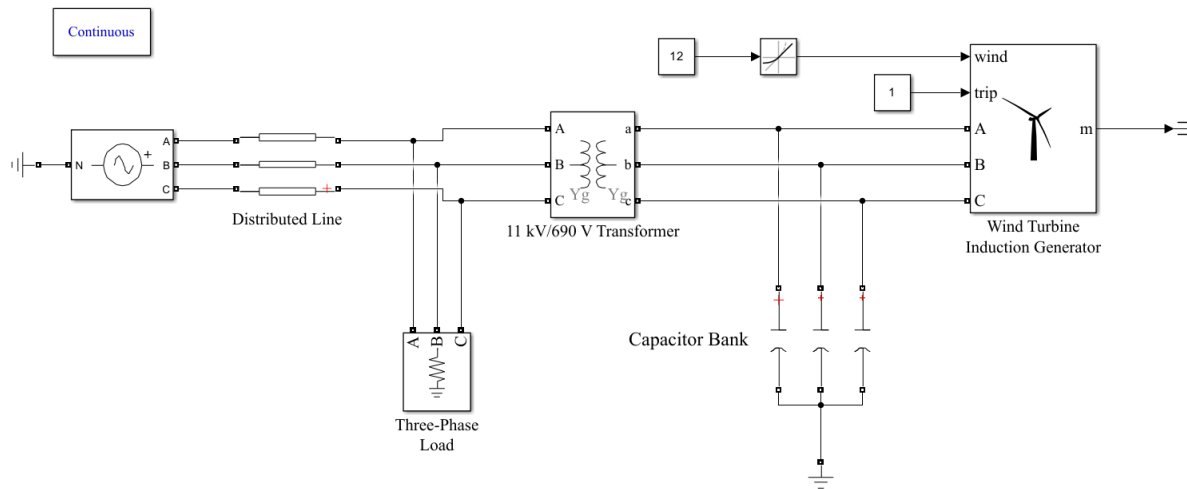 Continuous
12
wind
1
trip
N
+
A
B
C
Distributed Line
A
B
C
Yg
Yg
a
b
c
11 kV/690 V Transformer
A
B
C
m
Wind Turbine
Induction Generator
A
B
C
Three-Phase
Load
Capacitor Bank